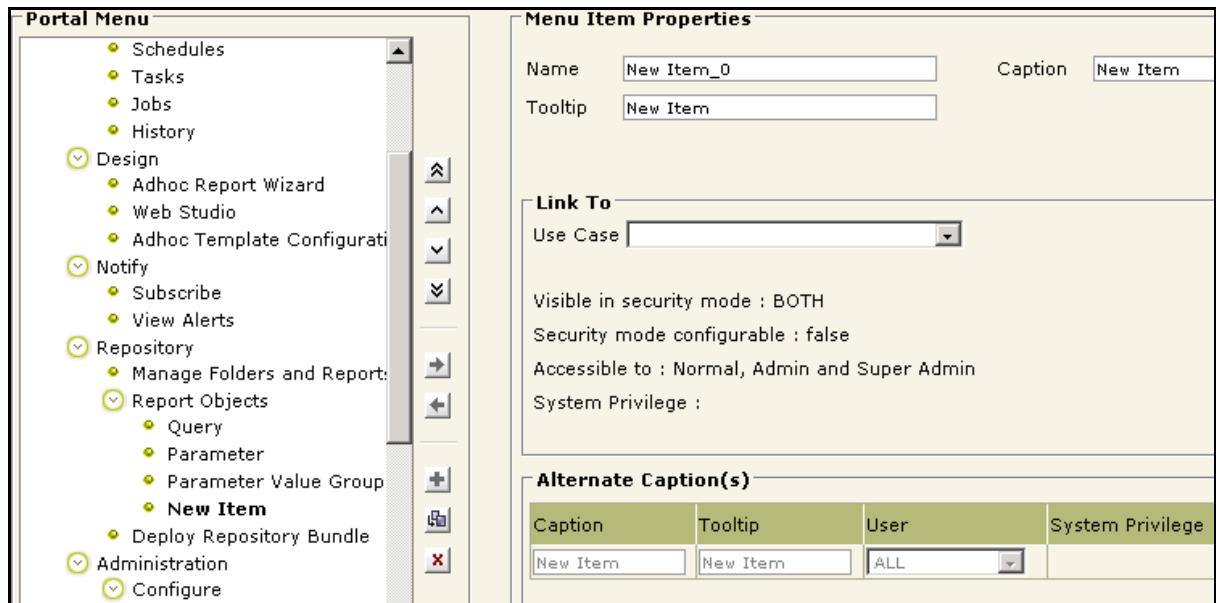 Portal Menu
Schedules
Tasks
Jobs
History
Design
Adhoc Report Wizard
Web Studio
Adhoc Template Configurati
Notify
Subscribe
View Alerts
Repository
Manage Folders and Report
Report Objects
Query
Parameter
Parameter Value Group
New Item
Deploy Repository Bundle
Administration
Configure
Menu Item Properties
Name New Item_0 Caption New Item
Tooltip New Item
Link To
Use Case
Visible in security mode : BOTH
Security mode configurable : false
Accessible to : Normal, Admin and Super Admin
System Privilege :
Alternate Caption(s)
Caption Tooltip User System Privilege
New Item New Item ALL